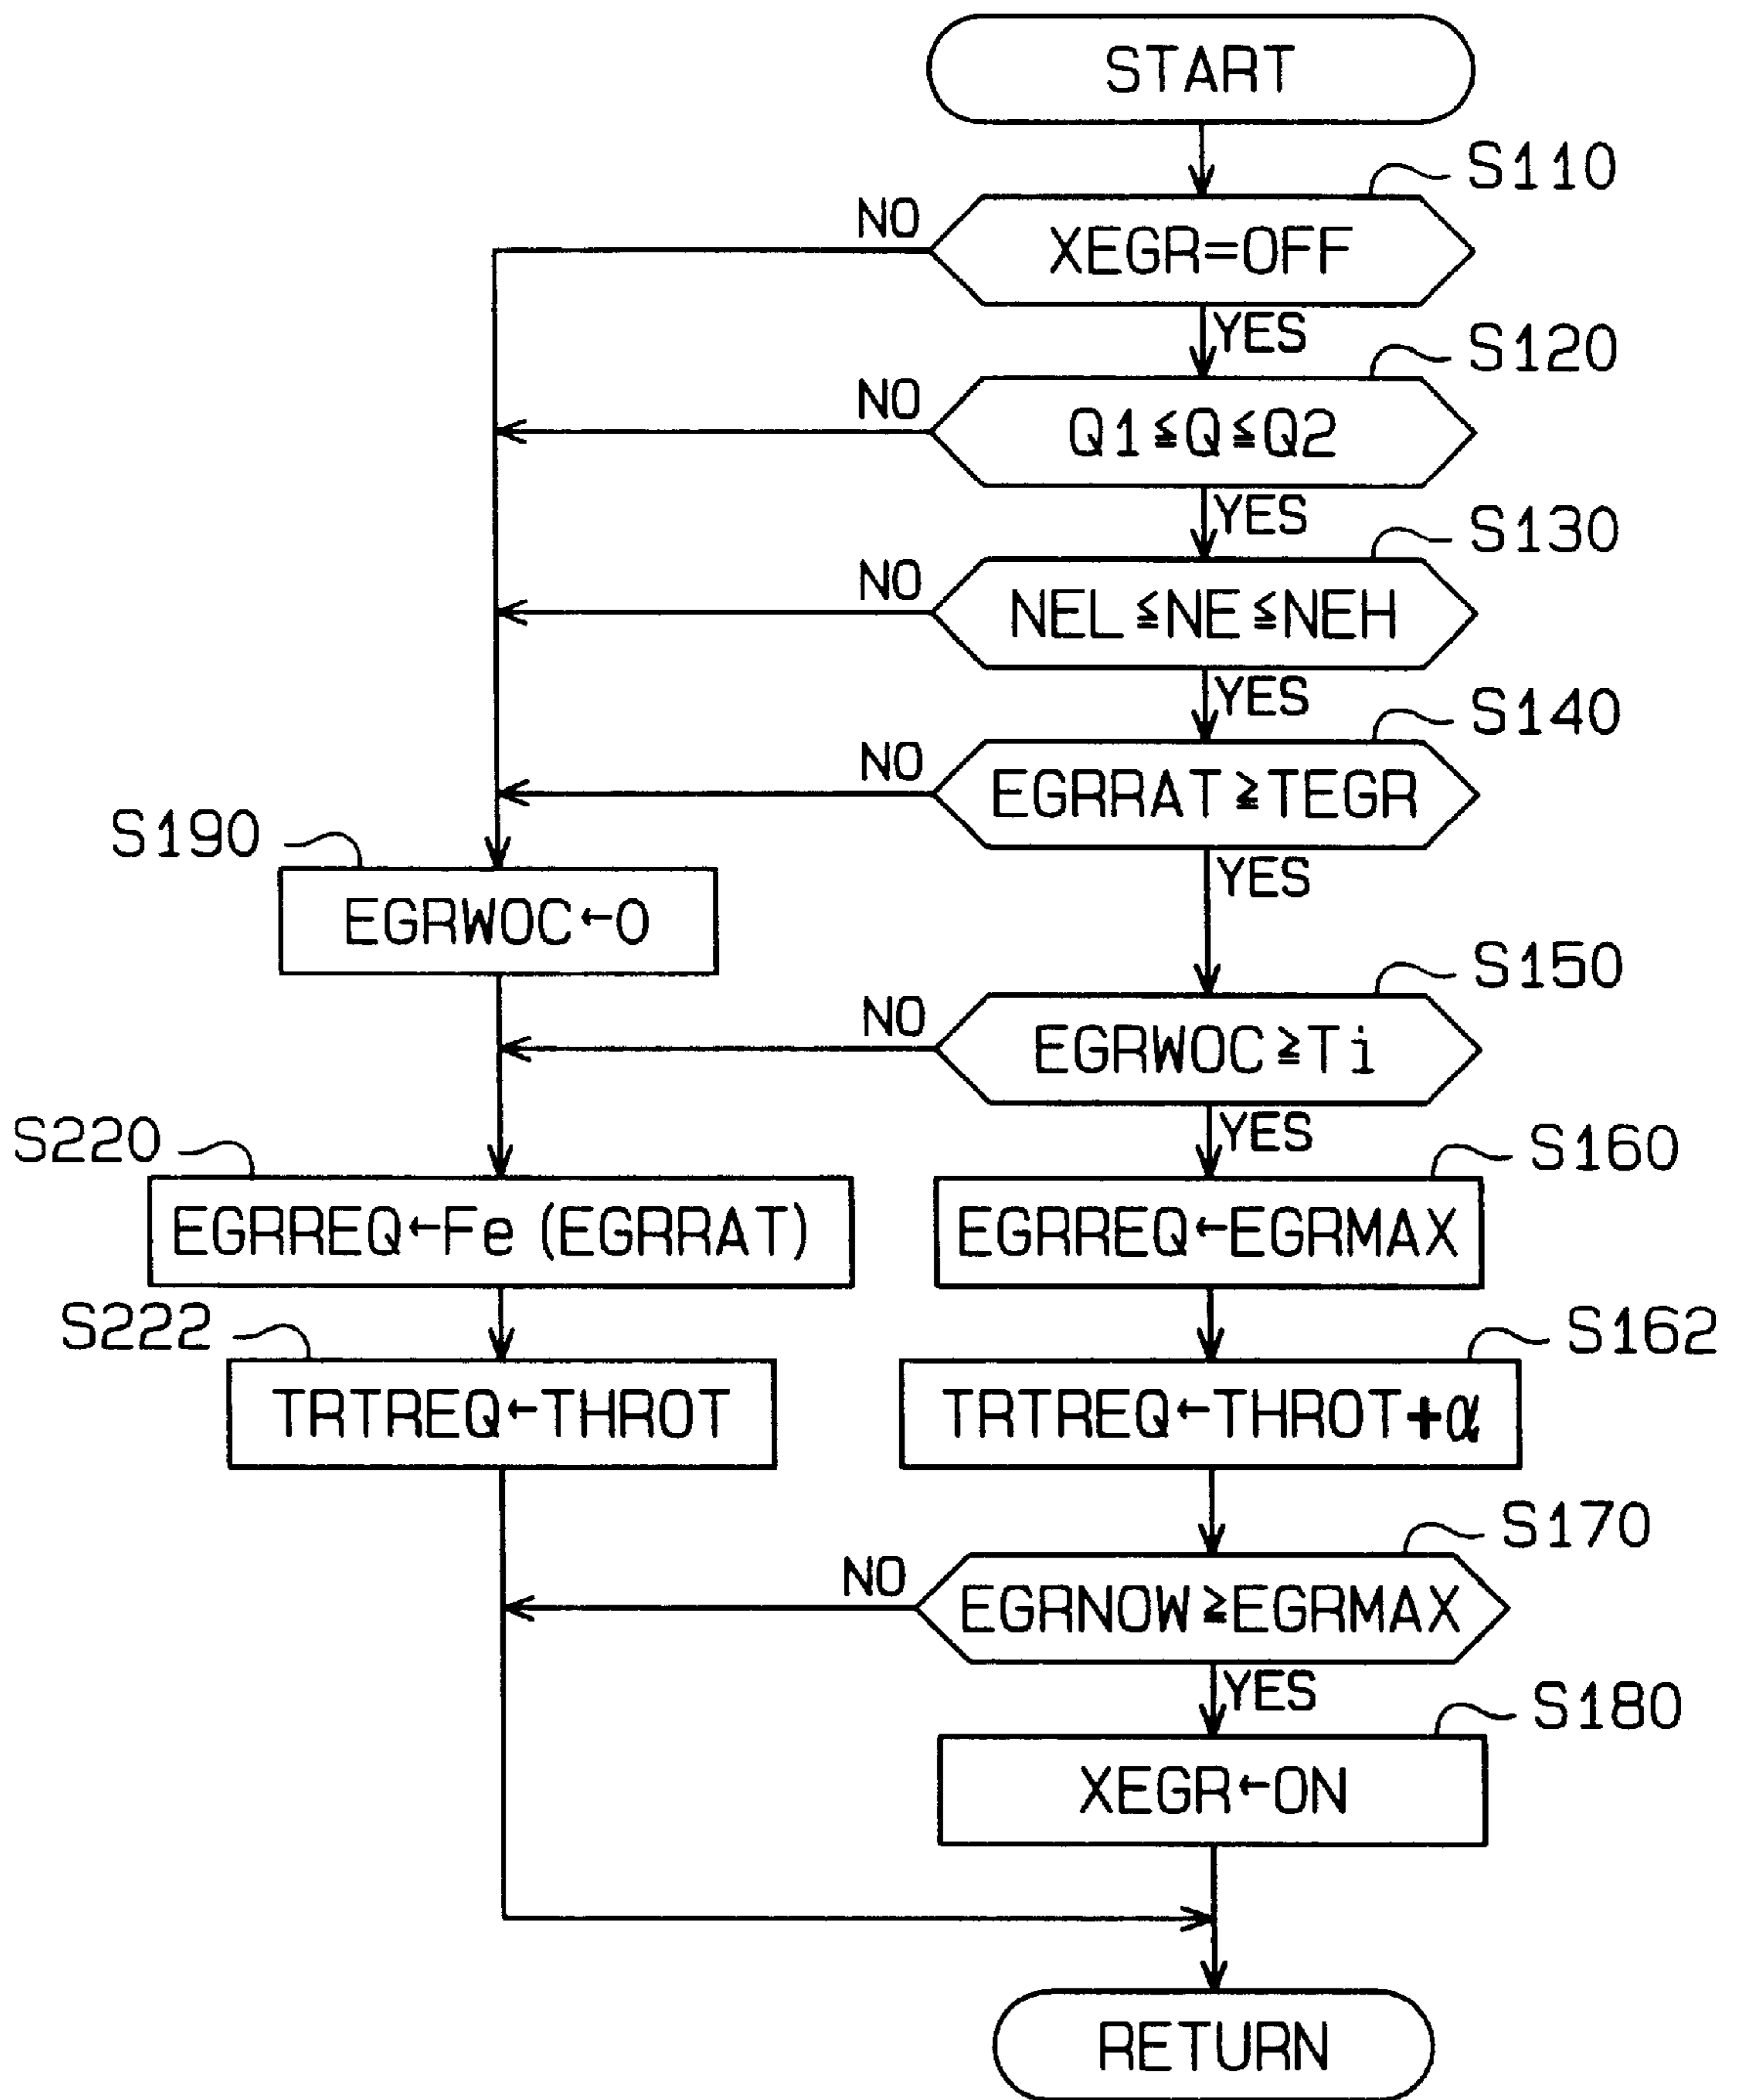 START
S110
NO
XEGR=OFF
YES
S120
NO
Q1≦Q≦Q2
YES
S130
NO
NEL≦NE≦NEH
YES
S140
NO
EGRRAT≧TEGR
YES
S190
EGRWOC←0
S150
NO
EGRWOC≧Ti
YES
S220
EGRREQ←Fe (EGRRAT)
S160
EGRREQ←EGRMAX
S222
TRTREQ←THROT
S162
TRTREQ←THROT+α
S170
NO
EGRNOW≧EGRMAX
YES
S180
XEGR←ON
RETURN